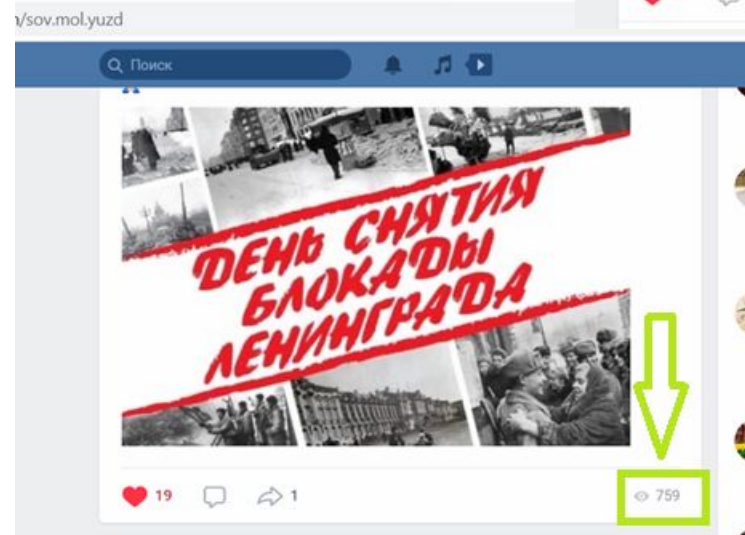 /sov.mol.yuzd
Поиск
ДЕНЬ СНЯТИЯ
БЛОКАДЫ
ЛЕНИНГРАДА
19
1
759